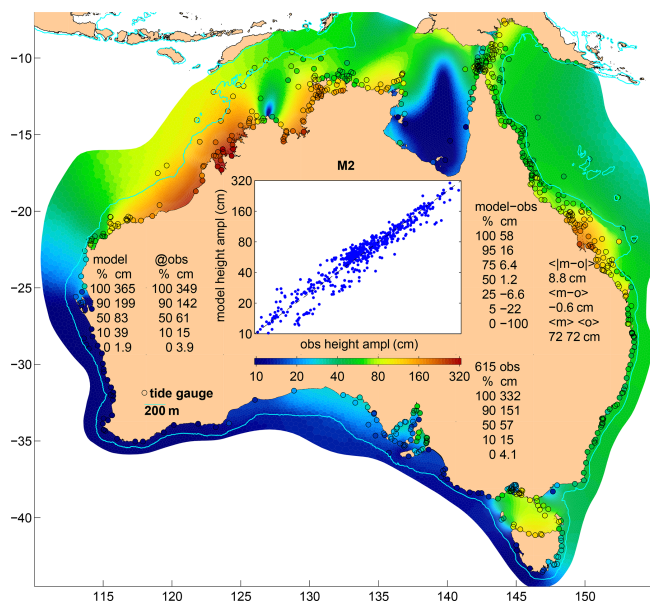 −10
−15
−20
−25
−30
−35
−40
115 120 125 130 135 140 145 150
M2
model height ampl (cm)
320
160
80
40
20
10
obs height ampl (cm)
10 20 40 80 160 320
model @obs
% cm % cm
100 365 100 349
90 199 90 142
50 83 50 61
10 39 10 15
0 1.9 0 3.9
tide gauge
200 m
model−obs
% cm
100 58
95 16
75 6.4 <|m−o|>
50 1.2 8.8 cm
25 −6.6 <m−o>
5 −22 −0.6 cm
0 −100 <m> <o>
72 72 cm
615 obs
% cm
100 332
90 151
50 57
10 15
0 4.1